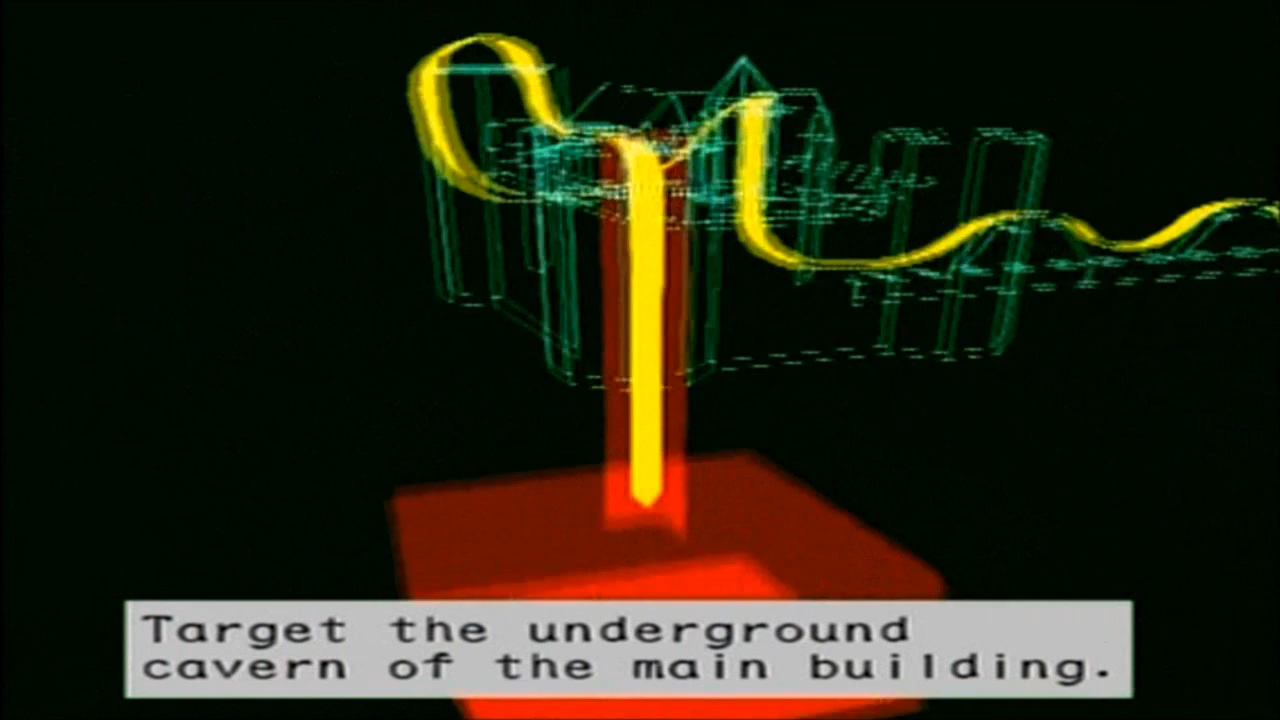 Target the underground
cavern of the main building.